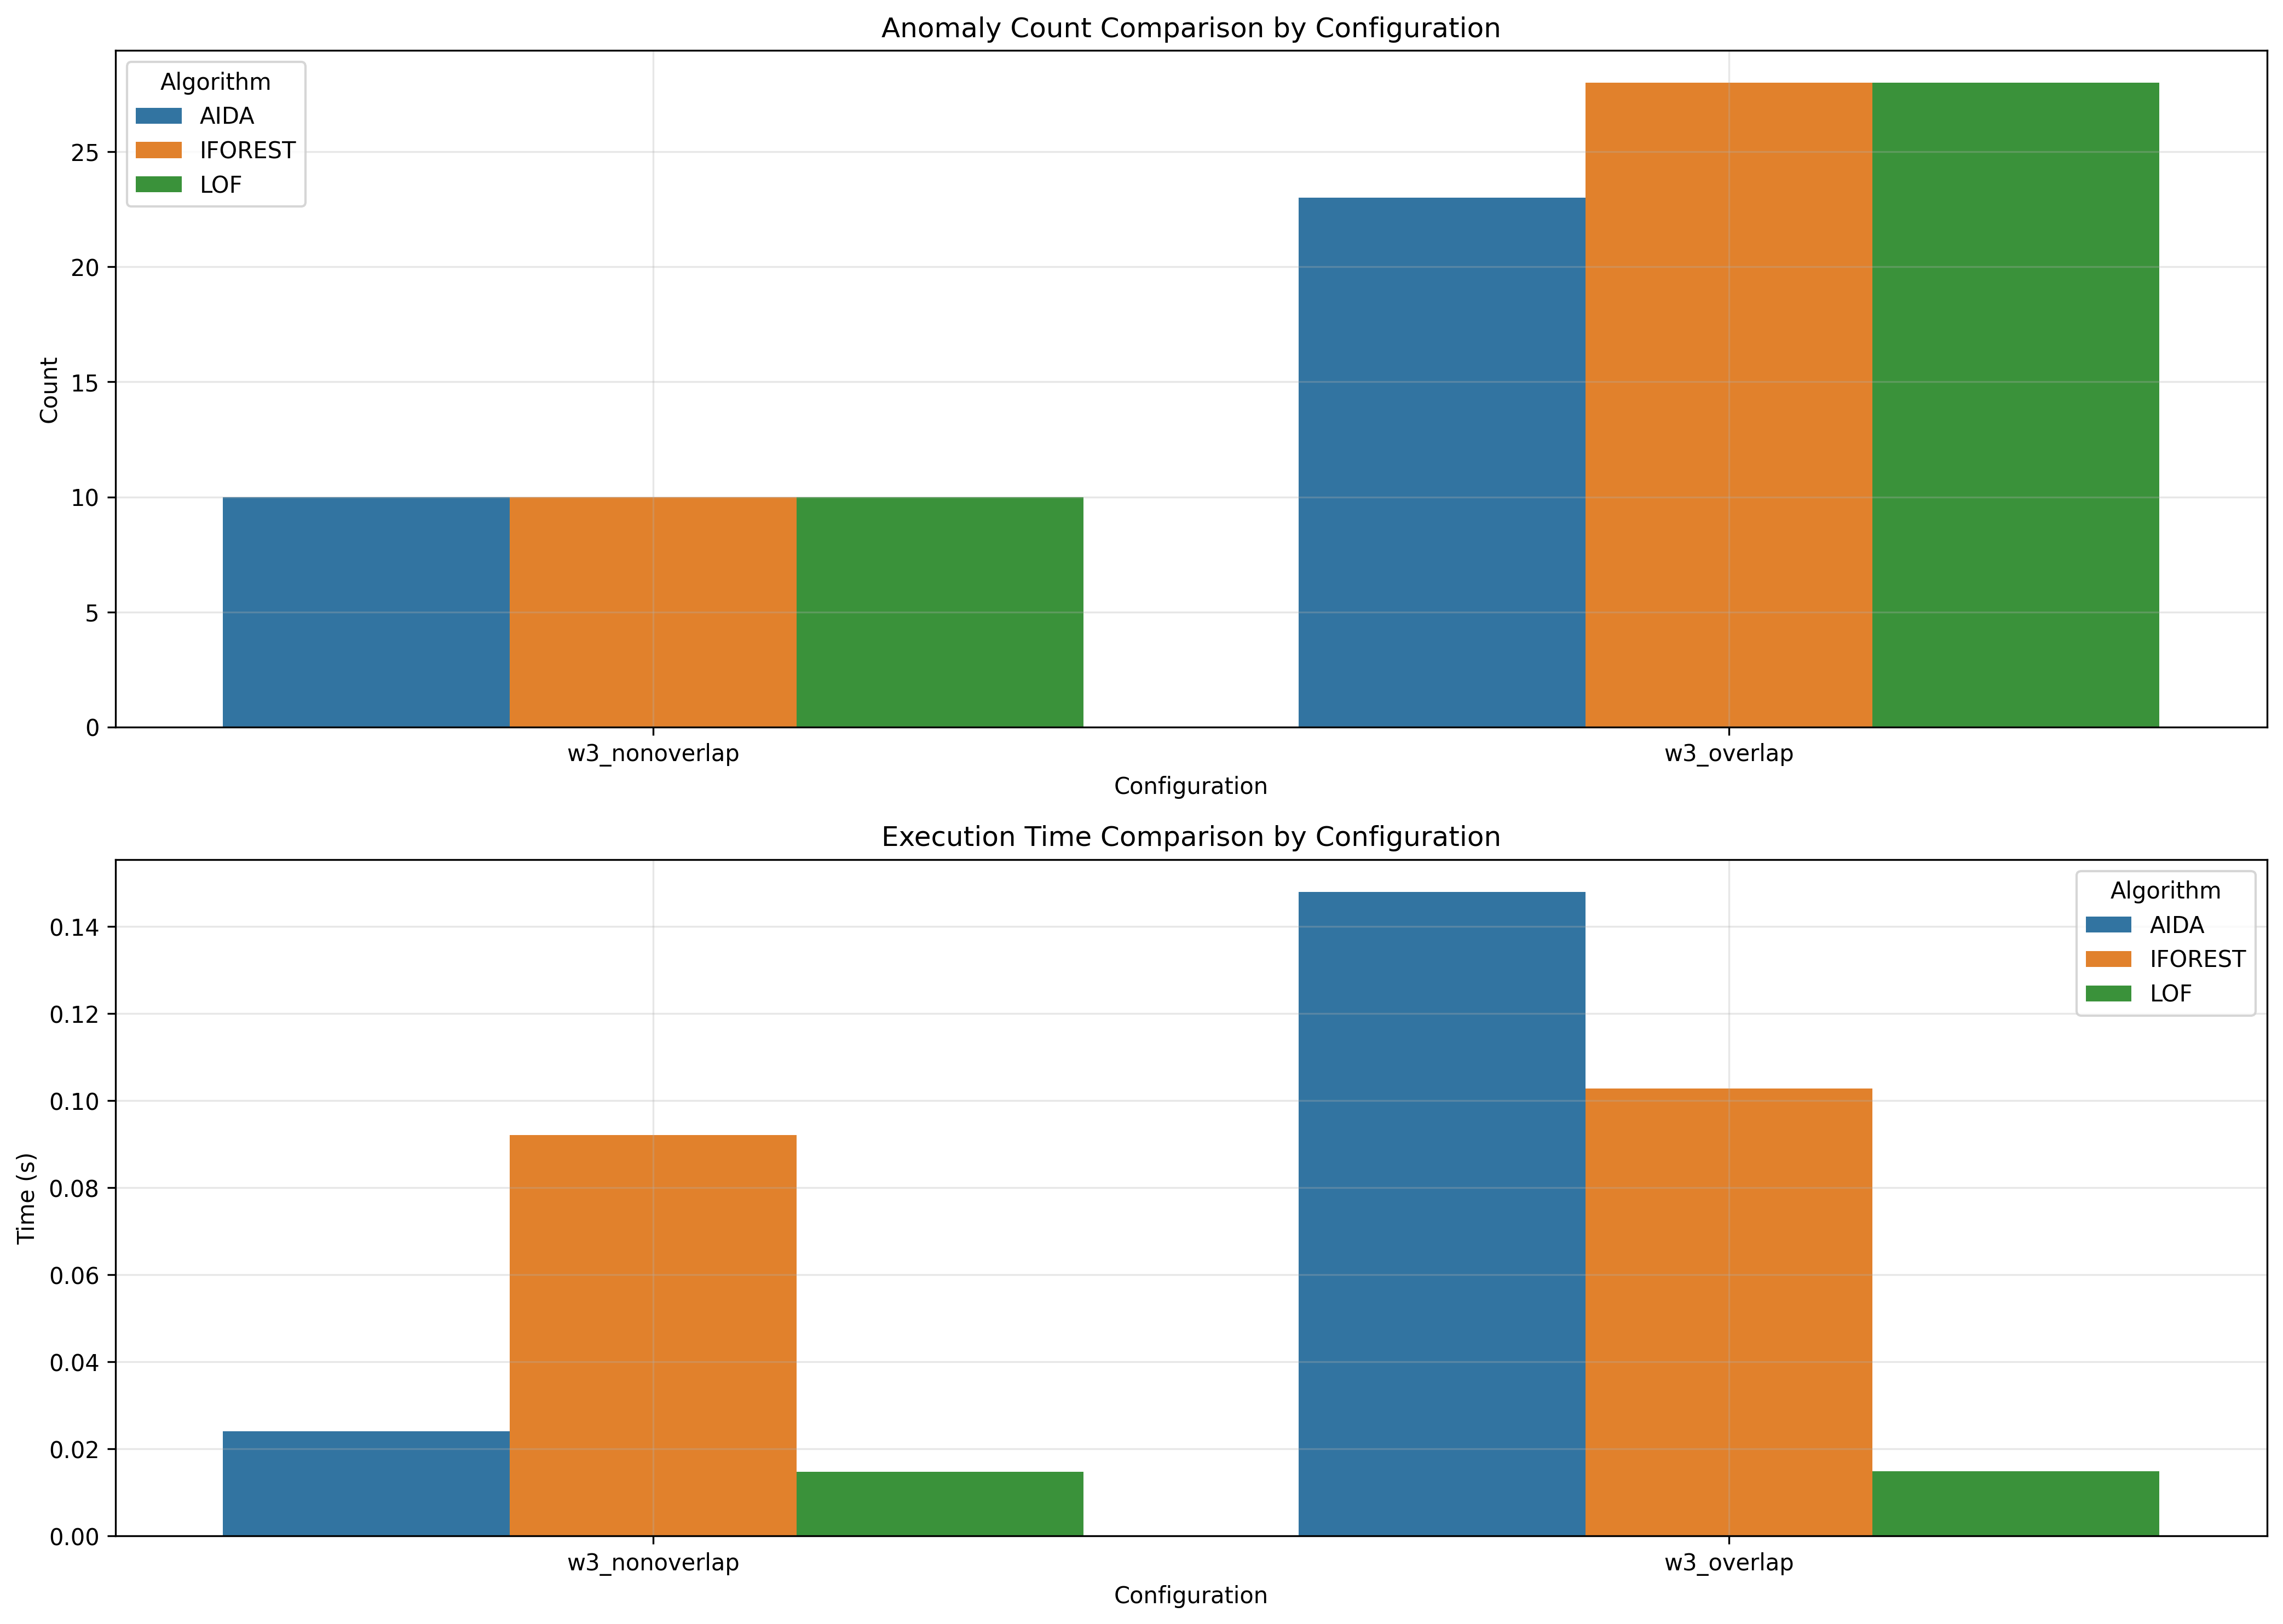 Anomaly Count Comparison by Configuration
Algorithm
AIDA
IFOREST
LOF
Count
25
20
15
10
5
0
w3_nonoverlap
w3_overlap
Configuration
Execution Time Comparison by Configuration
Algorithm
AIDA
IFOREST
LOF
Time (s)
0.14
0.12
0.10
0.08
0.06
0.04
0.02
0.00
w3_nonoverlap
w3_overlap
Configuration